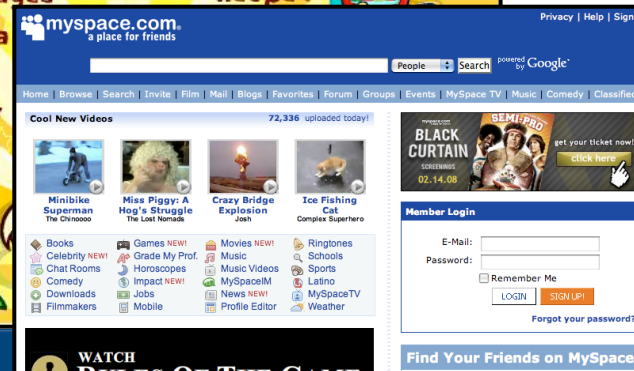 myspace.com.
a place for friends
Privacy | Help |
People Search powered by Google
Home | Browse | Search | Invite | Film | Mail | Blogs | Favorites | Forum | Groups | Events | MySpace TV | Music | Comedy |
Cool New Videos 72,336 uploaded today!
Minibike Superman
The Chinoooo
Miss Piggy: A Hog's Struggle
The Lost Nomads
Crazy Bridge Explosion
Josh
Ice Fishing Cat
Complex Superhero
Books
Celebrity NEW!
Chat Rooms
Comedy
Downloads
Filmmakers
Games NEW!
Grade My Prof.
Horoscopes
Impact NEW!
Jobs
Mobile
Movies NEW!
Music
Music Videos
MySpaceIM
News NEW!
Profile Editor
Ringtones
Schools
Sports
Latino
MySpaceTV
Weather
WATCH
RULES OF THE GAME
myspace.com
BLACK
CURTAIN
SCREENINGS
02.14.08
SEMI-PRO
get your ticket now!
click here
Member Login
E-Mail:
Password:
Remember Me
LOGIN SIGN UP!
Forgot your password?
Find Your Friends on MySpace